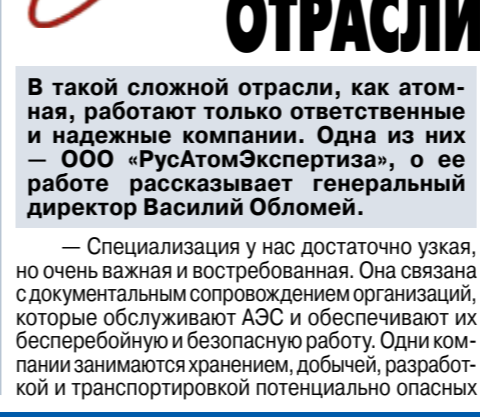 ОТРАСЛИ
В такой сложной отрасли, как атом-
ная, работают только ответственные
и надежные компании. Одна из них
— ООО «РусАтомЭкспертиза», о ее
работе рассказывает генеральный
директор Василий Обломей.
— Специализация у нас достаточно узкая,
но очень важная и востребованная. Она связана
с документальным сопровождением организаций,
которые обслуживают АЭС и обеспечивают их
бесперебойную и безопасную работу. Одни ком-
пании занимаются хранением, добычей, разработ-
кой и транспортировкой потенциально опасных